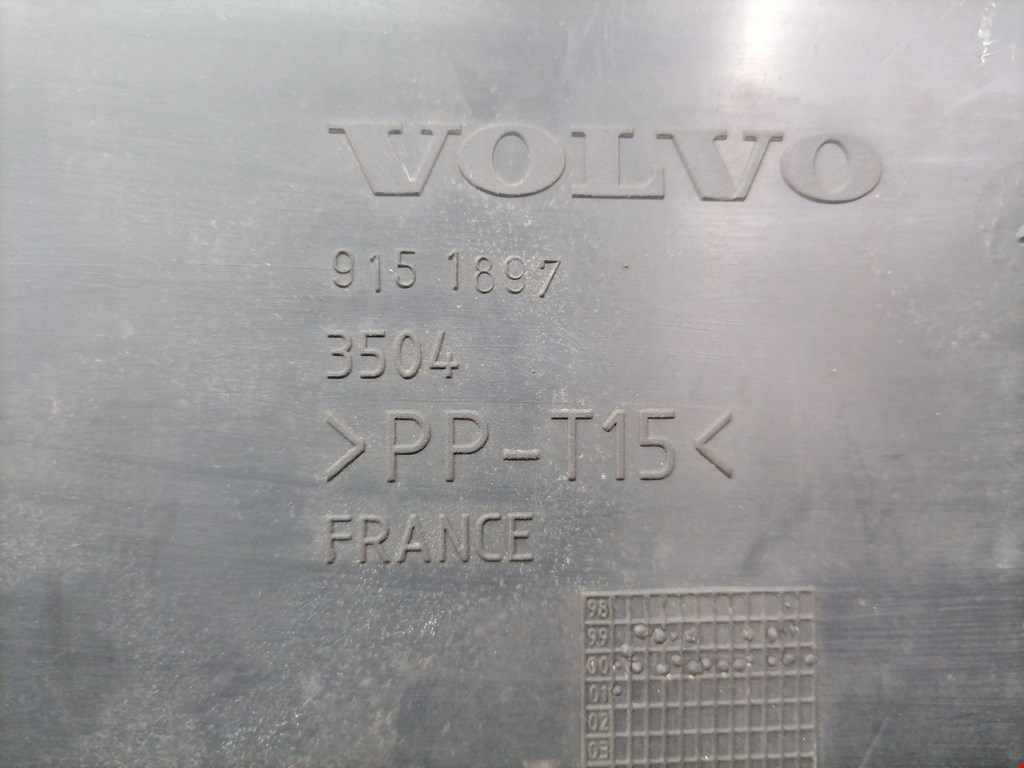 VOLVO
915 1897
3504
>PP-T15<
FRANCE
98
99
00
01
02
03